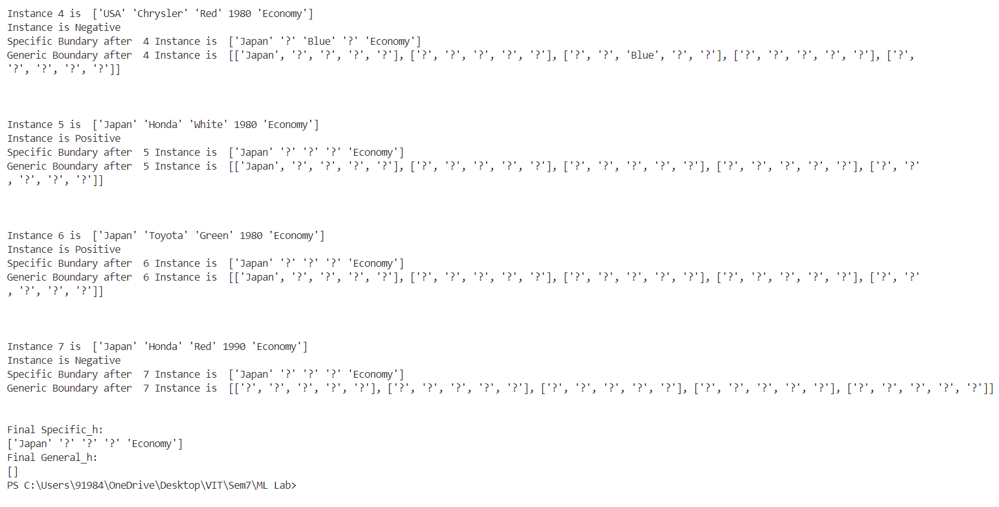 Instance 4 is  ['USA' 'Chrysler' 'Red' 1980 'Economy']
Instance is Negative
Specific Bundary after  4 Instance is  ['Japan' '?' 'Blue' '?' 'Economy']
Generic Boundary after  4 Instance is  [['Japan', '?', '?', '?', '?'], ['?', '?', '?', '?', '?'], ['?', '?', 'Blue', '?', '?'], ['?', '?', '?', '?', '?'], ['?',
'?', '?', '?', '?']]
Instance 5 is  ['Japan' 'Honda' 'White' 1980 'Economy']
Instance is Positive
Specific Bundary after  5 Instance is  ['Japan' '?' '?' '?' 'Economy']
Generic Boundary after  5 Instance is  [['Japan', '?', '?', '?', '?'], ['?', '?', '?', '?', '?'], ['?', '?', '?', '?', '?'], ['?', '?', '?', '?', '?'], ['?', '?'
, '?', '?', '?']]
Instance 6 is  ['Japan' 'Toyota' 'Green' 1980 'Economy']
Instance is Positive
Specific Bundary after  6 Instance is  ['Japan' '?' '?' '?' 'Economy']
Generic Boundary after  6 Instance is  [['Japan', '?', '?', '?', '?'], ['?', '?', '?', '?', '?'], ['?', '?', '?', '?', '?'], ['?', '?', '?', '?', '?'], ['?', '?'
, '?', '?', '?']]
Instance 7 is  ['Japan' 'Honda' 'Red' 1990 'Economy']
Instance is Negative
Specific Bundary after  7 Instance is  ['Japan' '?' '?' '?' 'Economy']
Generic Boundary after  7 Instance is  [['?', '?', '?', '?', '?'], ['?', '?', '?', '?', '?'], ['?', '?', '?', '?', '?'], ['?', '?', '?', '?', '?'], ['?', '?', '?', '?', '?']]
Final Specific_h:
['Japan' '?' '?' '?' 'Economy']
Final General_h:
[]
PS C:\Users\91984\OneDrive\Desktop\VIT\Sem7\ML Lab>